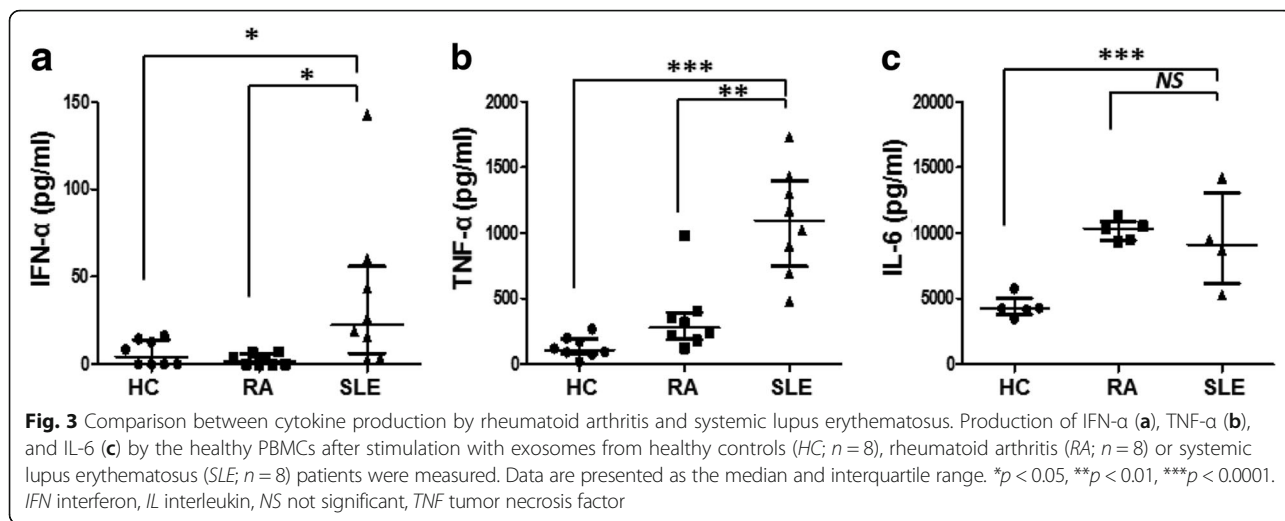 a
*
*
IFN-α (pg/ml)
150
100
50
0
HC RA SLE
b
***
**
TNF-α (pg/ml)
2000
1500
1000
500
0
HC RA SLE
c
***
NS
IL-6 (pg/ml)
20000
15000
10000
5000
0
HC RA SLE
Fig. 3 Comparison between cytokine production by rheumatoid arthritis and systemic lupus erythematosus. Production of IFN-α (a), TNF-α (b),
and IL-6 (c) by the healthy PBMCs after stimulation with exosomes from healthy controls (HC; n = 8), rheumatoid arthritis (RA; n = 8) or systemic
lupus erythematosus (SLE; n = 8) patients were measured. Data are presented as the median and interquartile range. *p < 0.05, **p < 0.01, ***p < 0.0001.
IFN interferon, IL interleukin, NS not significant, TNF tumor necrosis factor